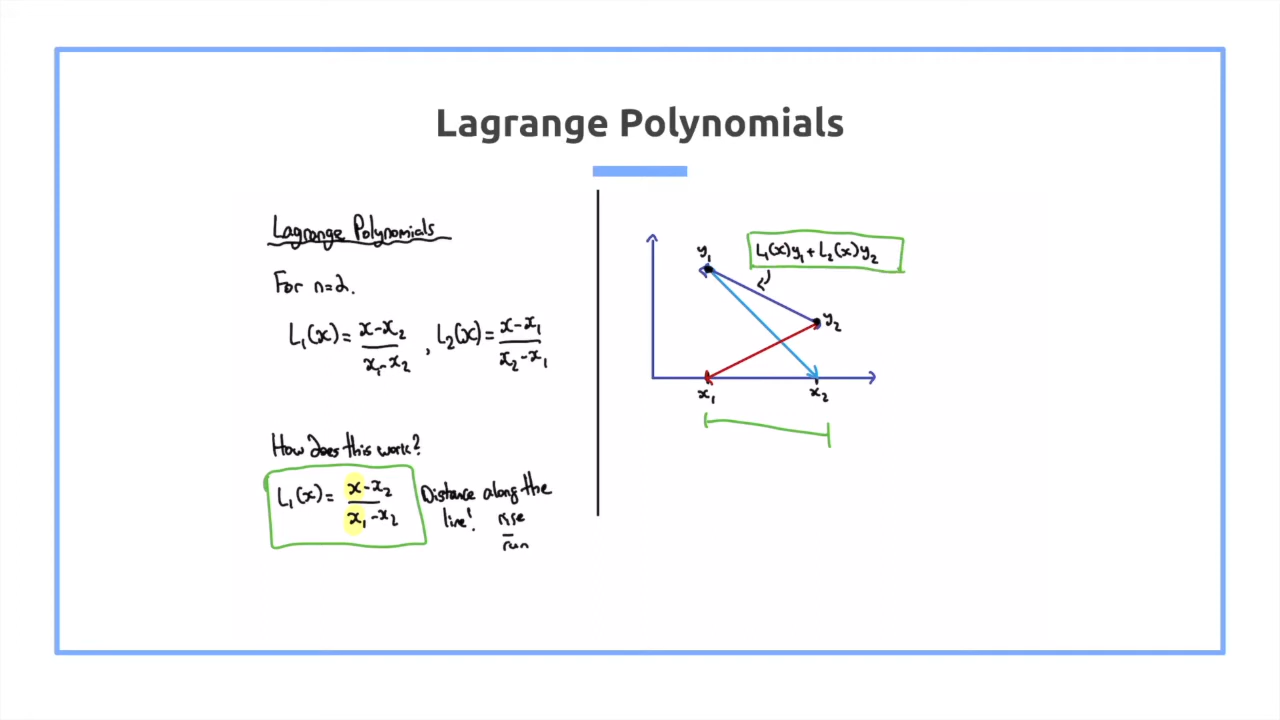 Lagrange Polynomials
Lagrange Polynomials
For n=2.
L₁(x) = (x-x₂)/(x₁-x₂) , L₂(x) = (x-x₁)/(x₂-x₁)
How does this work?
L₁(x) = (x-x₂)/(x₁-x₂) Distance along the
line! rise
run
L₁(x)y₁+L₂(x)y₂
y₁
y₂
x₁ x₂